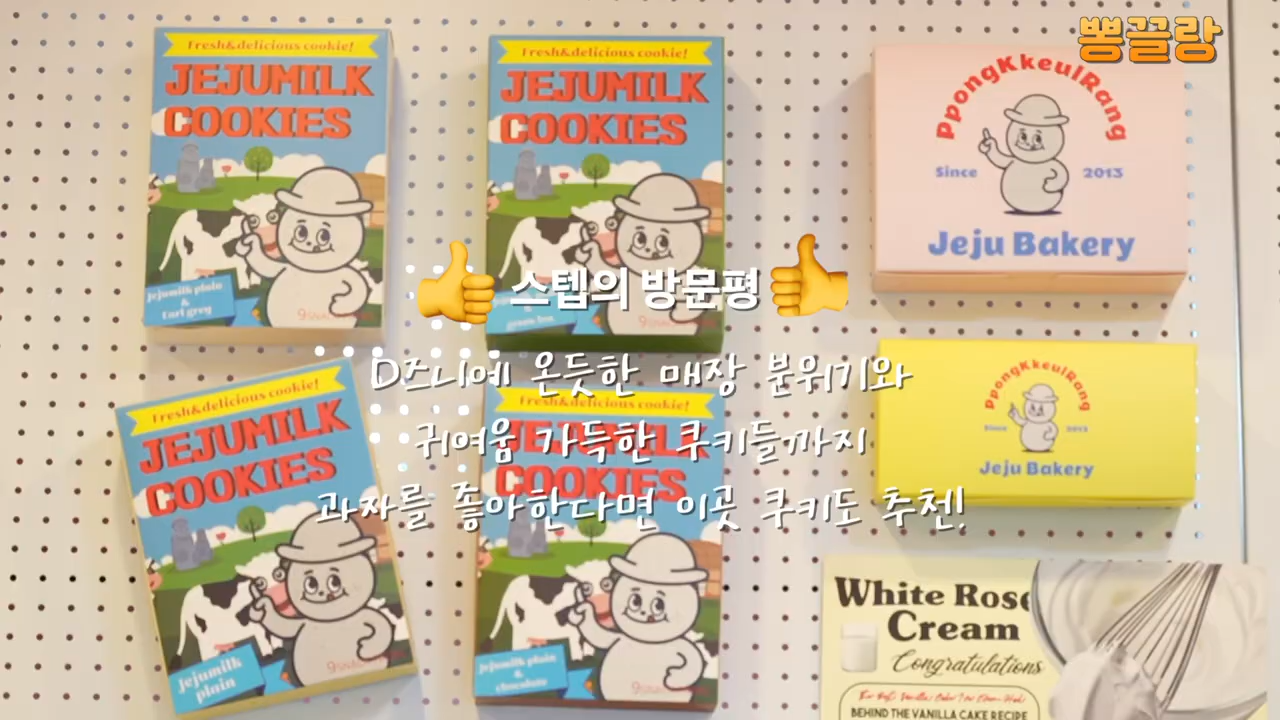 뽕끌랑
Fresh&delicious cookie!
JEJUMILK
COOKIES
jejumilk plain
&
Earl grey
Fresh&delicious cookie!
JEJUMILK
COOKIES
PpongKkeulRang
Since 2013
Jeju Bakery
스텝의 방문평
D즈니에 온듯한 매장 분위기와
귀여움 가득한 쿠키들까지
과자를 좋아한다면 이곳 쿠키도 추천!
Fresh&delicious cookie!
JEJUMILK
COOKIES
jejumilk
plain
Fresh&delicious cookie!
JEJUMILK
COOKIES
jejumilk plain
&
chocolate
PpongKkeulRang
Since 2013
Jeju Bakery
White Rose
Cream
Congratulations
BEHIND THE VANILLA CAKE RECIPE